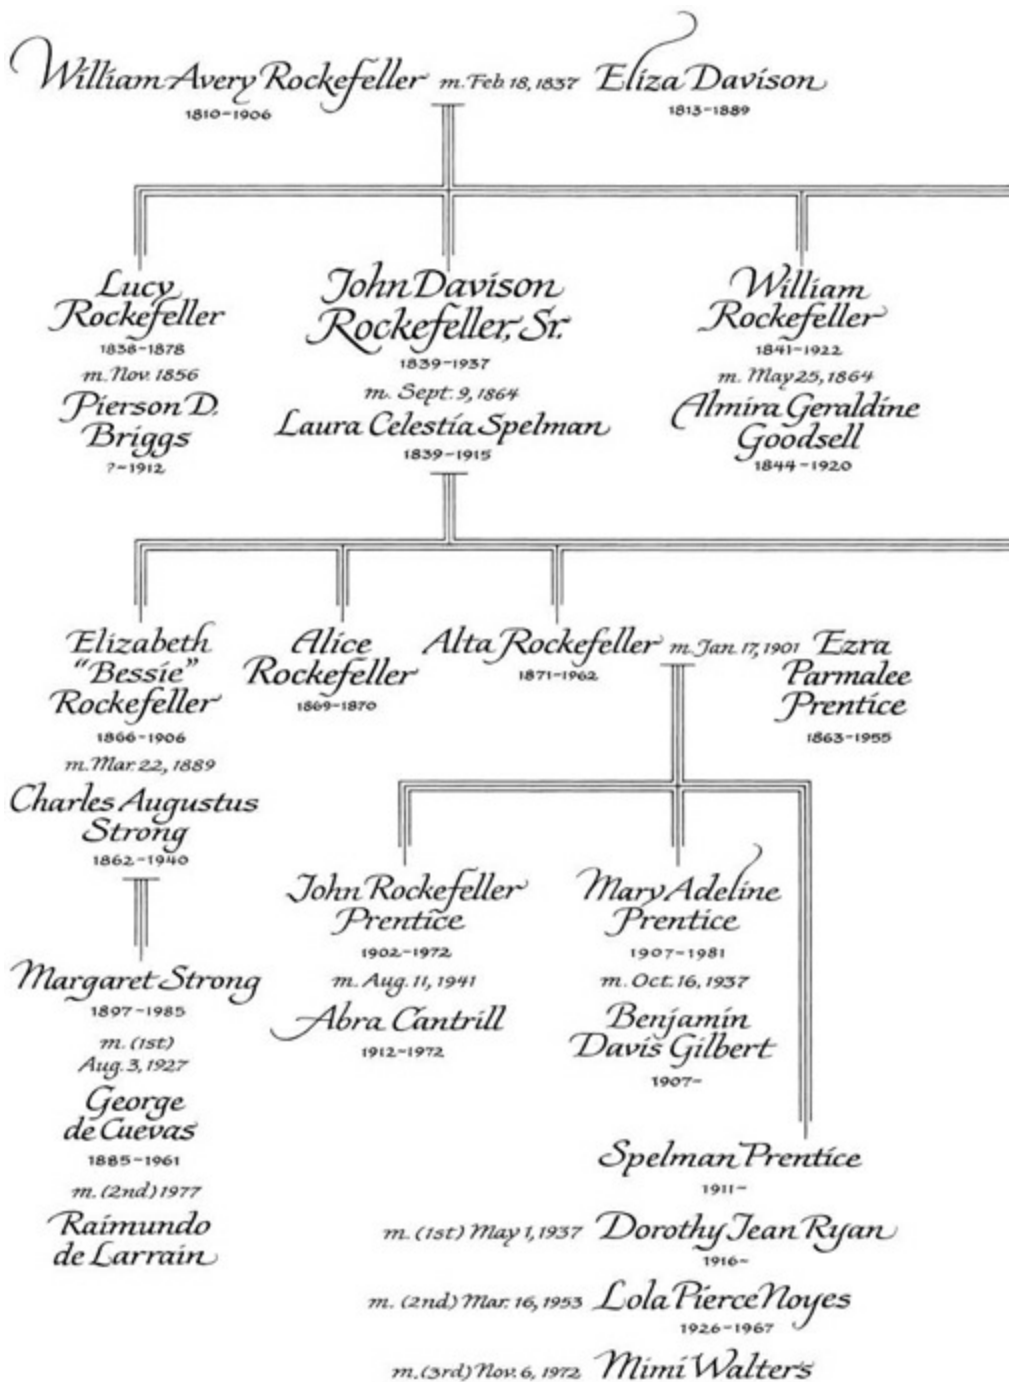 William Avery Rockefeller m. Feb. 18, 1837 Eliza Davison
1810-1906
1813-1889
Lucy
Rockefeller
1838-1878
m. Nov. 1856
Pierson D.
Briggs
?-1912
John Davison
Rockefeller, Sr.
1839-1937
m. Sept. 9, 1864
Laura Celestia Spelman
1839-1915
William
Rockefeller
1841-1922
m. May 25, 1864
Almira Geraldine
Goodsell
1844-1920
Elizabeth
"Bessie"
Rockefeller
1866-1906
m. Mar. 22, 1889
Charles Augustus
Strong
1862-1940
Alice
Rockefeller
1869-1870
Alta Rockefeller m. Jan. 17, 1901 Ezra
1871-1962
Parmalee
Prentice
1863-1955
John Rockefeller
Prentice
1902-1972
m. Aug. 11, 1941
Abra Cantrill
1912-1972
Mary Adeline
Prentice
1907-1981
m. Oct. 16, 1937
Benjamin
Davis Gilbert
1907-
Margaret Strong
1897-1985
m. (1st)
Aug. 3, 1927
George
de Cuevas
1885-1961
m. (2nd) 1977
Raimundo
de Larrain
Spelman Prentice
1911-
m. (1st) May 1, 1937 Dorothy Jean Ryan
1916-
m. (2nd) Mar. 16, 1953 Lola Pierce Noyes
1926-1967
m. (3rd) Nov. 6, 1972 Mimi Walters